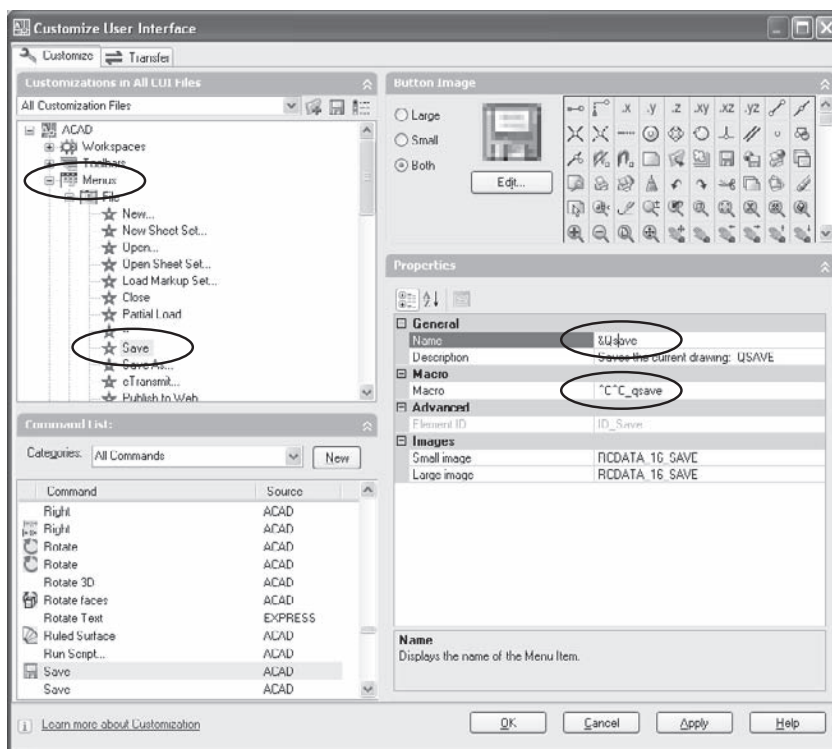 Customize User Interface
Customize Transfer
Customizations in All CUI Files
All Customization Files
ACAD
Workspaces
Toolbars
Menus
File
New...
New Sheet Set...
Open...
Open Sheet Set...
Load Markup Set...
Close
Partial Load
--
Save
Save As...
eTransmit...
Publish to Web
Command List:
Categories: All Commands New
Command Source
Right ACAD
Right ACAD
Rotate ACAD
Rotate ACAD
Rotate 3D ACAD
Rotate faces ACAD
Rotate Text EXPRESS
Ruled Surface ACAD
Run Script... ACAD
Save ACAD
Save ACAD
Button Image
Large
Small
Both
Edit...
.X .Y .Z .XY .XZ .YZ
Properties
General
Name &Qsave
Description Saves the current drawing: QSAVE
Macro
Macro ^C^C_qsave
Advanced
Element ID ID_Save
Images
Small image RCDATA_16_SAVE
Large image RCDATA_16_SAVE
Name
Displays the name of the Menu Item.
Learn more about Customization
OK Cancel Apply Help